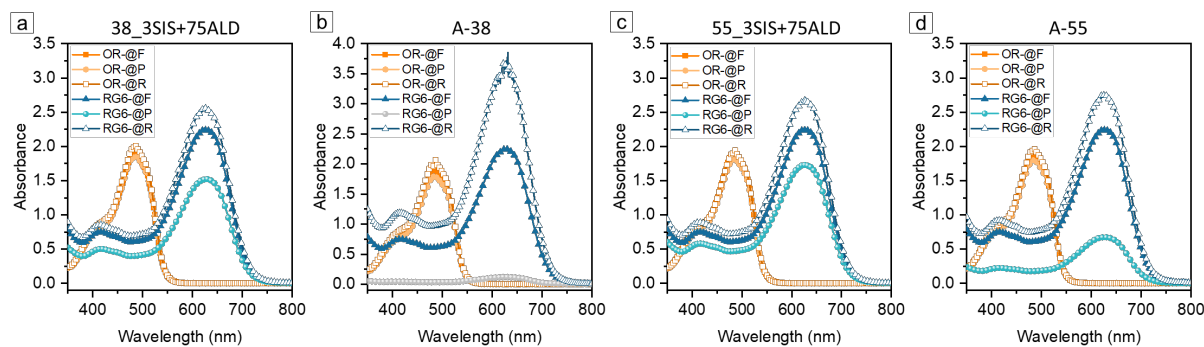 a
38_3SIS+75ALD
3.5
3.0
2.5
2.0
1.5
1.0
0.5
0.0
Absorbance
OR-@F
OR-@P
OR-@R
RG6-@F
RG6-@P
RG6-@R
400 500 600 700 800
Wavelength (nm)
b
A-38
4.0
3.5
3.0
2.5
2.0
1.5
1.0
0.5
0.0
Absorbance
OR-@F
OR-@P
OR-@R
RG6-@F
RG6-@P
RG6-@R
400 500 600 700 800
Wavelength (nm)
c
55_3SIS+75ALD
3.5
3.0
2.5
2.0
1.5
1.0
0.5
0.0
Absorbance
OR-@F
OR-@P
OR-@R
RG6-@F
RG6-@P
RG6-@R
400 500 600 700 800
Wavelength (nm)
d
A-55
3.5
3.0
2.5
2.0
1.5
1.0
0.5
0.0
Absorbance
OR-@F
OR-@P
OR-@R
RG6-@F
RG6-@P
RG6-@R
400 500 600 700 800
Wavelength (nm)